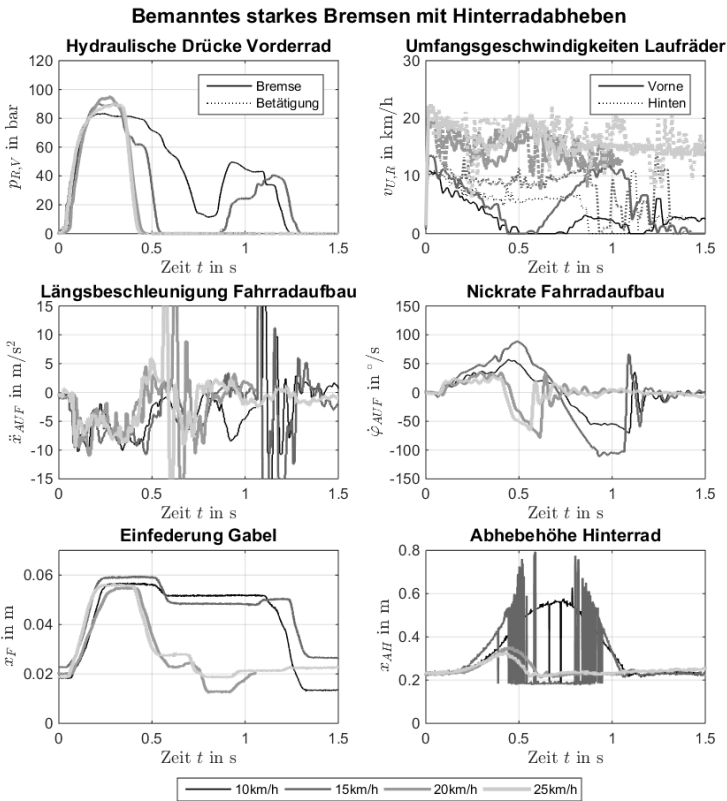 Bemanntes starkes Bremsen mit Hinterradabheben
Hydraulische Drücke Vorderrad
120
100
80
60
40
20
0
0
0.5
1
1.5
p_{R,V} in bar
Zeit t in s
Bremse
Betätigung
Umfangsgeschwindigkeiten Laufräder
30
20
10
0
0
0.5
1
1.5
v_{U,R} in km/h
Zeit t in s
Vorne
Hinten
Längsbeschleunigung Fahrradaufbau
15
10
5
0
-5
-10
-15
0
0.5
1
1.5
ẍ_{AUF} in m/s²
Zeit t in s
Nickrate Fahrradaufbau
150
100
50
0
-50
-100
-150
0
0.5
1
1.5
φ̇_{AUF} in °/s
Zeit t in s
Einfederung Gabel
0.06
0.04
0.02
0
0
0.5
1
1.5
x_F in m
Zeit t in s
Abhebehöhe Hinterrad
0.8
0.6
0.4
0.2
0
0
0.5
1
1.5
x_{AH} in m
Zeit t in s
10km/h
15km/h
20km/h
25km/h